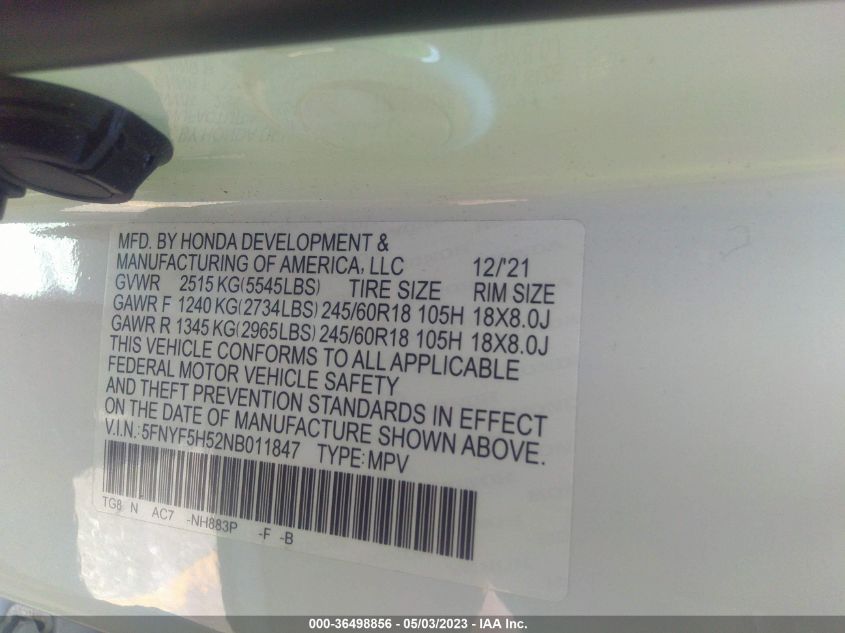 MFD. BY HONDA DEVELOPMENT &
MANUFACTURING OF AMERICA, LLC 12/'21
GVWR 2515 KG(5545LBS) TIRE SIZE RIM SIZE
GAWR F 1240 KG(2734LBS) 245/60R18 105H 18X8.0J
GAWR R 1345 KG(2965LBS) 245/60R18 105H 18X8.0J
THIS VEHICLE CONFORMS TO ALL APPLICABLE
FEDERAL MOTOR VEHICLE SAFETY
AND THEFT PREVENTION STANDARDS IN EFFECT
ON THE DATE OF MANUFACTURE SHOWN ABOVE.
V.I.N.:5FNYF5H52NB011847 TYPE:MPV
TG8 N AC7 -NH883P -F -B
000-36498856 - 05/03/2023 - IAA Inc.